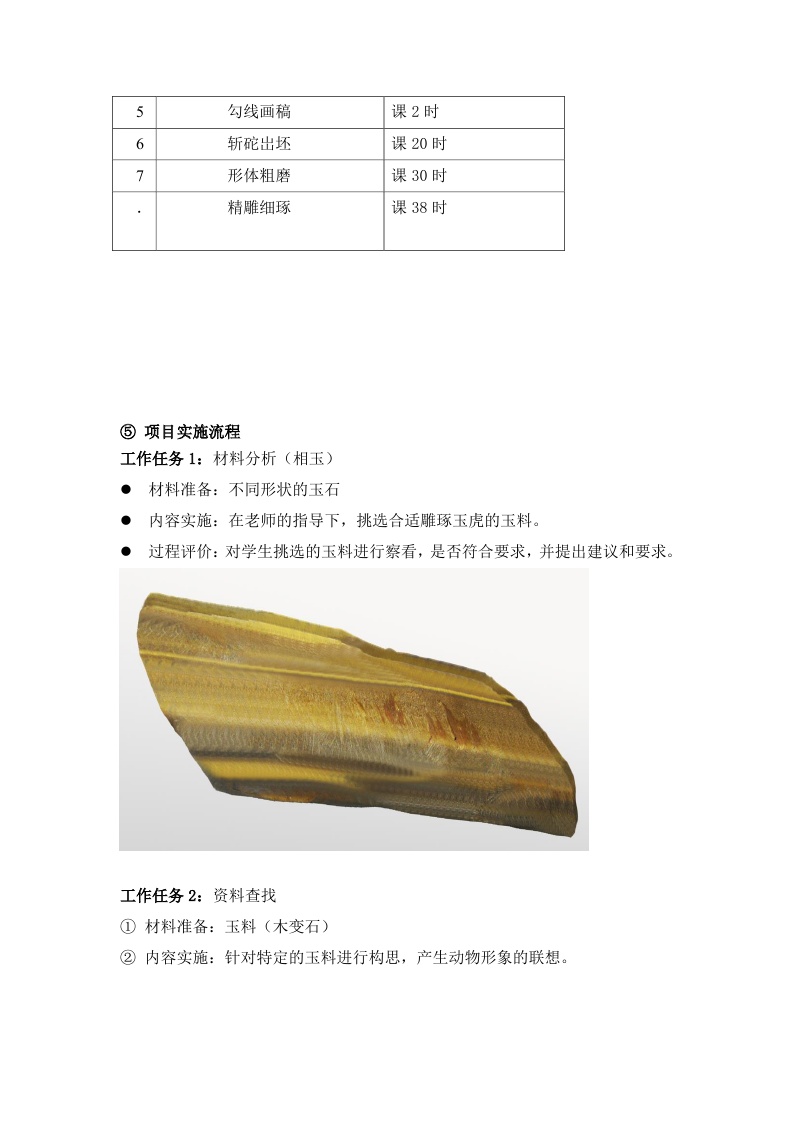 5 勾线画稿 课 2 时
6 斩砣出坯 课 20 时
7 形体粗磨 课 30 时
. 精雕细琢 课 38 时
⑤ 项目实施流程
工作任务 1：材料分析（相玉）
● 材料准备：不同形状的玉石
● 内容实施：在老师的指导下，挑选合适雕琢玉虎的玉料。
● 过程评价：对学生挑选的玉料进行察看，是否符合要求，并提出建议和要求。
工作任务 2：资料查找
① 材料准备：玉料（木变石）
② 内容实施：针对特定的玉料进行构思，产生动物形象的联想。